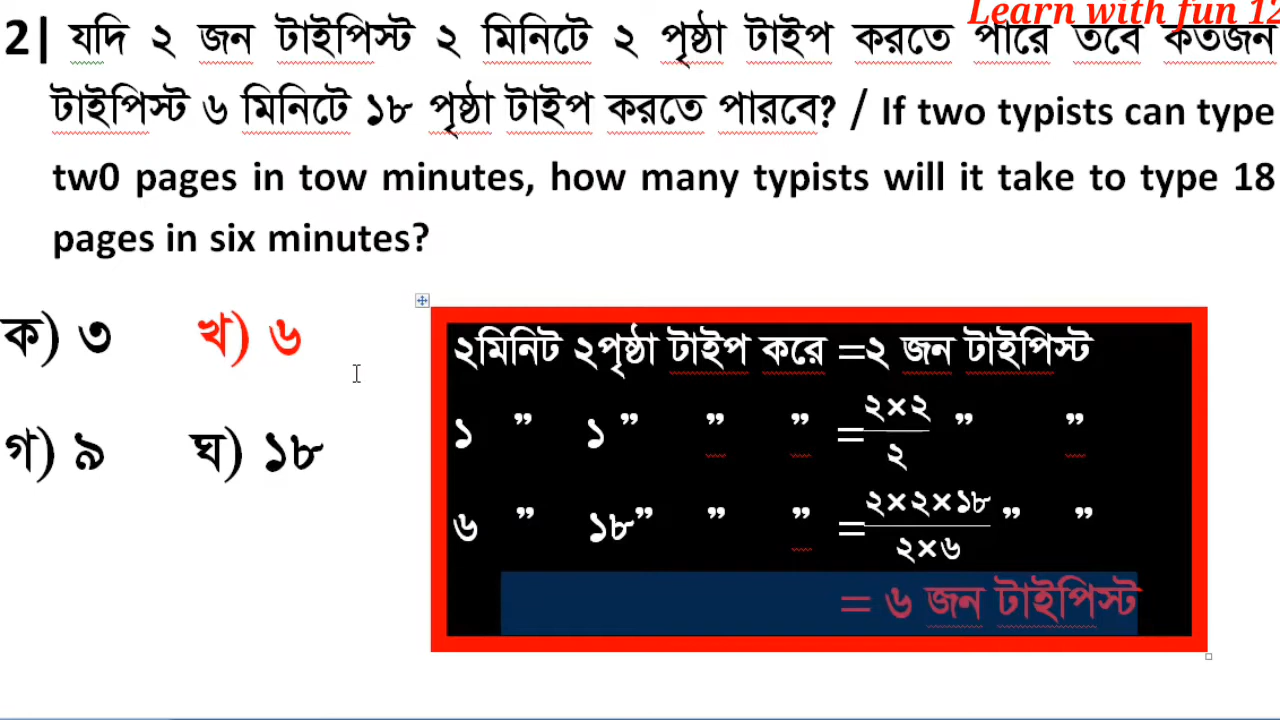 Learn with fun 12
2| যদি ২ জন টাইপিস্ট ২ মিনিটে ২ পৃষ্ঠা টাইপ করতে পারে তবে কতজন
টাইপিস্ট ৬ মিনিটে ১৮ পৃষ্ঠা টাইপ করতে পারবে? / If two typists can type
tw0 pages in tow minutes, how many typists will it take to type 18
pages in six minutes?
ক) ৩ খ) ৬
গ) ৯ ঘ) ১৮
২মিনিট ২পৃষ্ঠা টাইপ করে =২ জন টাইপিস্ট
১ ” ১ ” ” ” = ২×২/২ ” ”
৬ ” ১৮” ” ” = ২×২×১৮/২×৬ ” ”
= ৬ জন টাইপিস্ট